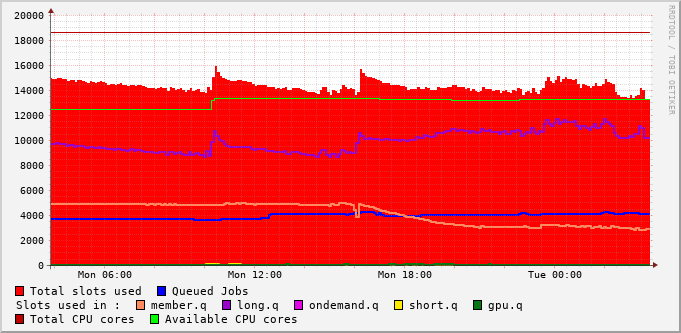 20000
18000
16000
14000
12000
10000
8000
6000
4000
2000
0
Mon 06:00 Mon 12:00 Mon 18:00 Tue 00:00
RRDTOOL / TOBI OETIKER
Total slots used Queued Jobs
Slots used in : member.q long.q ondemand.q short.q gpu.q
Total CPU cores Available CPU cores